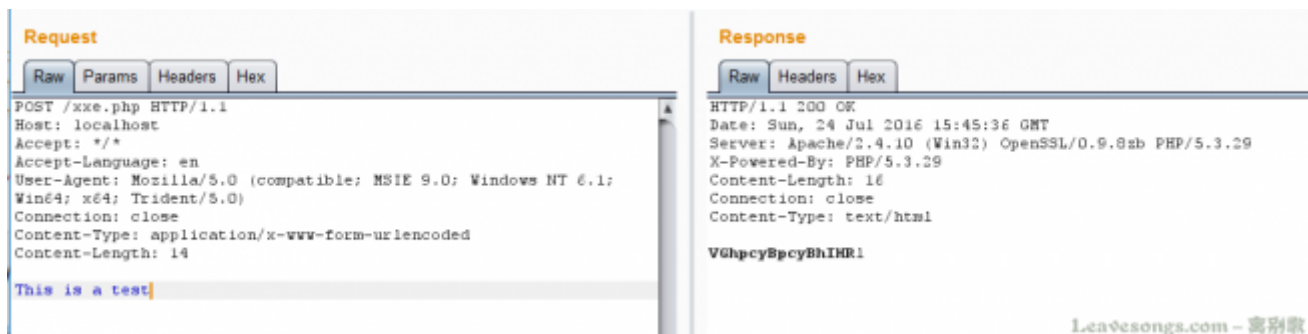 Request
Raw Params Headers Hex
POST /xxe.php HTTP/1.1
Host: localhost
Accept: */*
Accept-Language: en
User-Agent: Mozilla/5.0 (compatible; MSIE 9.0; Windows NT 6.1;
Win64; x64; Trident/5.0)
Connection: close
Content-Type: application/x-www-form-urlencoded
Content-Length: 14
This is a test
Response
Raw Headers Hex
HTTP/1.1 200 OK
Date: Sun, 24 Jul 2016 15:45:36 GMT
Server: Apache/2.4.10 (Win32) OpenSSL/0.9.8zb PHP/5.3.29
X-Powered-By: PHP/5.3.29
Content-Length: 16
Connection: close
Content-Type: text/html
VGhpcyBpcyBhIHRl
Leavesongs.com - 离别歌